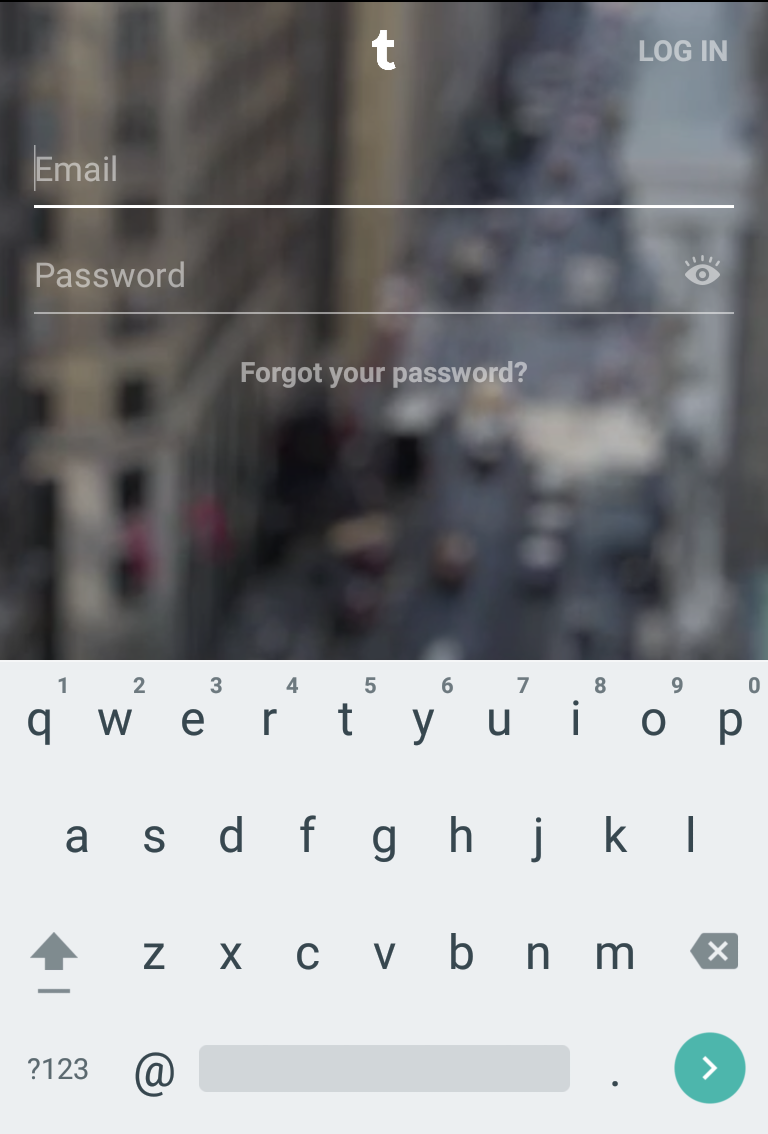 t LOG IN
Email
Password
Forgot your password?
1 2 3 4 5 6 7 8 9 0
q w e r t y u i o p
a s d f g h j k l
z x c v b n m
?123 @ .